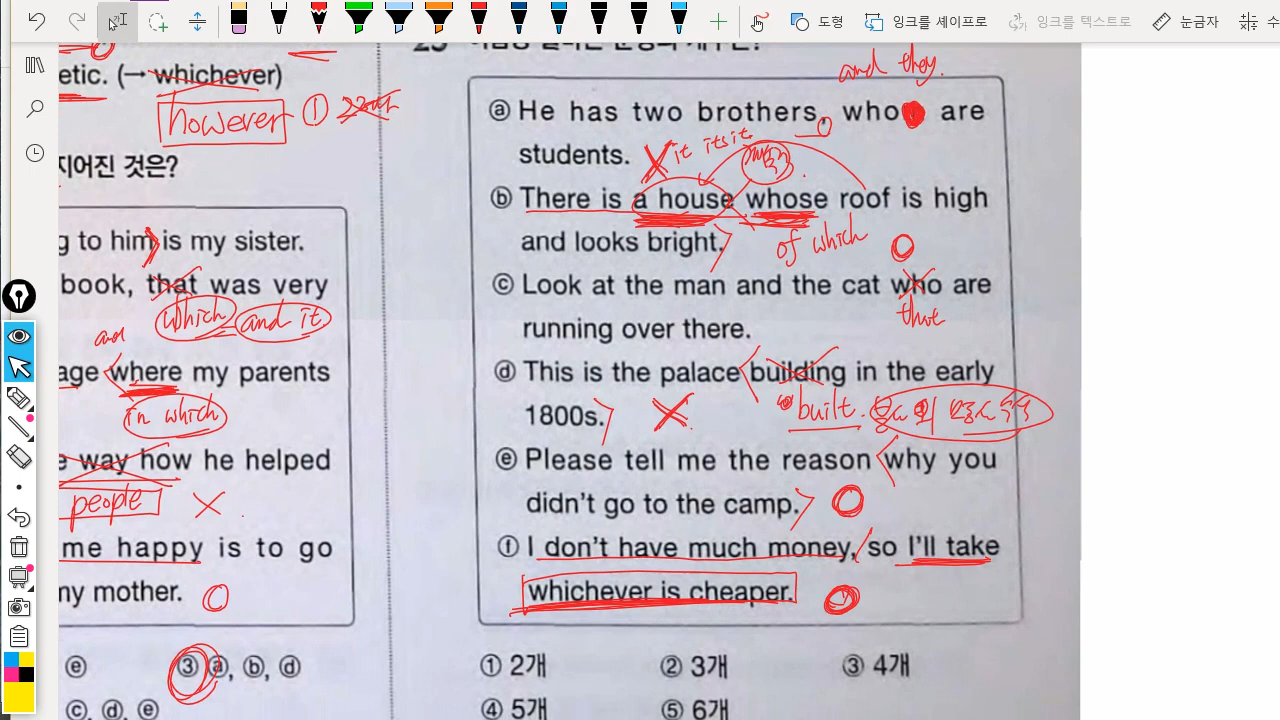 도형
잉크를 셰이프로
잉크를 텍스트로
눈금자
수
and they.
etic. (→ whichever)
however ①
지어진 것은?
g to him is my sister.
book, that was very
which and it
and
age where my parents
in which
e way how he helped
people
me happy is to go
ny mother.
ⓔ ③ ⓐ, ⓑ, ⓓ
ⓒ, ⓓ, ⓔ
ⓐ He has two brothers, who are
students.
it its it
ⓑ There is a house whose roof is high
and looks bright.
of which
ⓒ Look at the man and the cat who are
that
running over there.
ⓓ This is the palace building in the early
1800s.
built.
ⓔ Please tell me the reason why you
didn't go to the camp.
ⓕ I don't have much money, so I'll take
whichever is cheaper.
① 2개 ② 3개 ③ 4개
④ 5개 ⑤ 6개